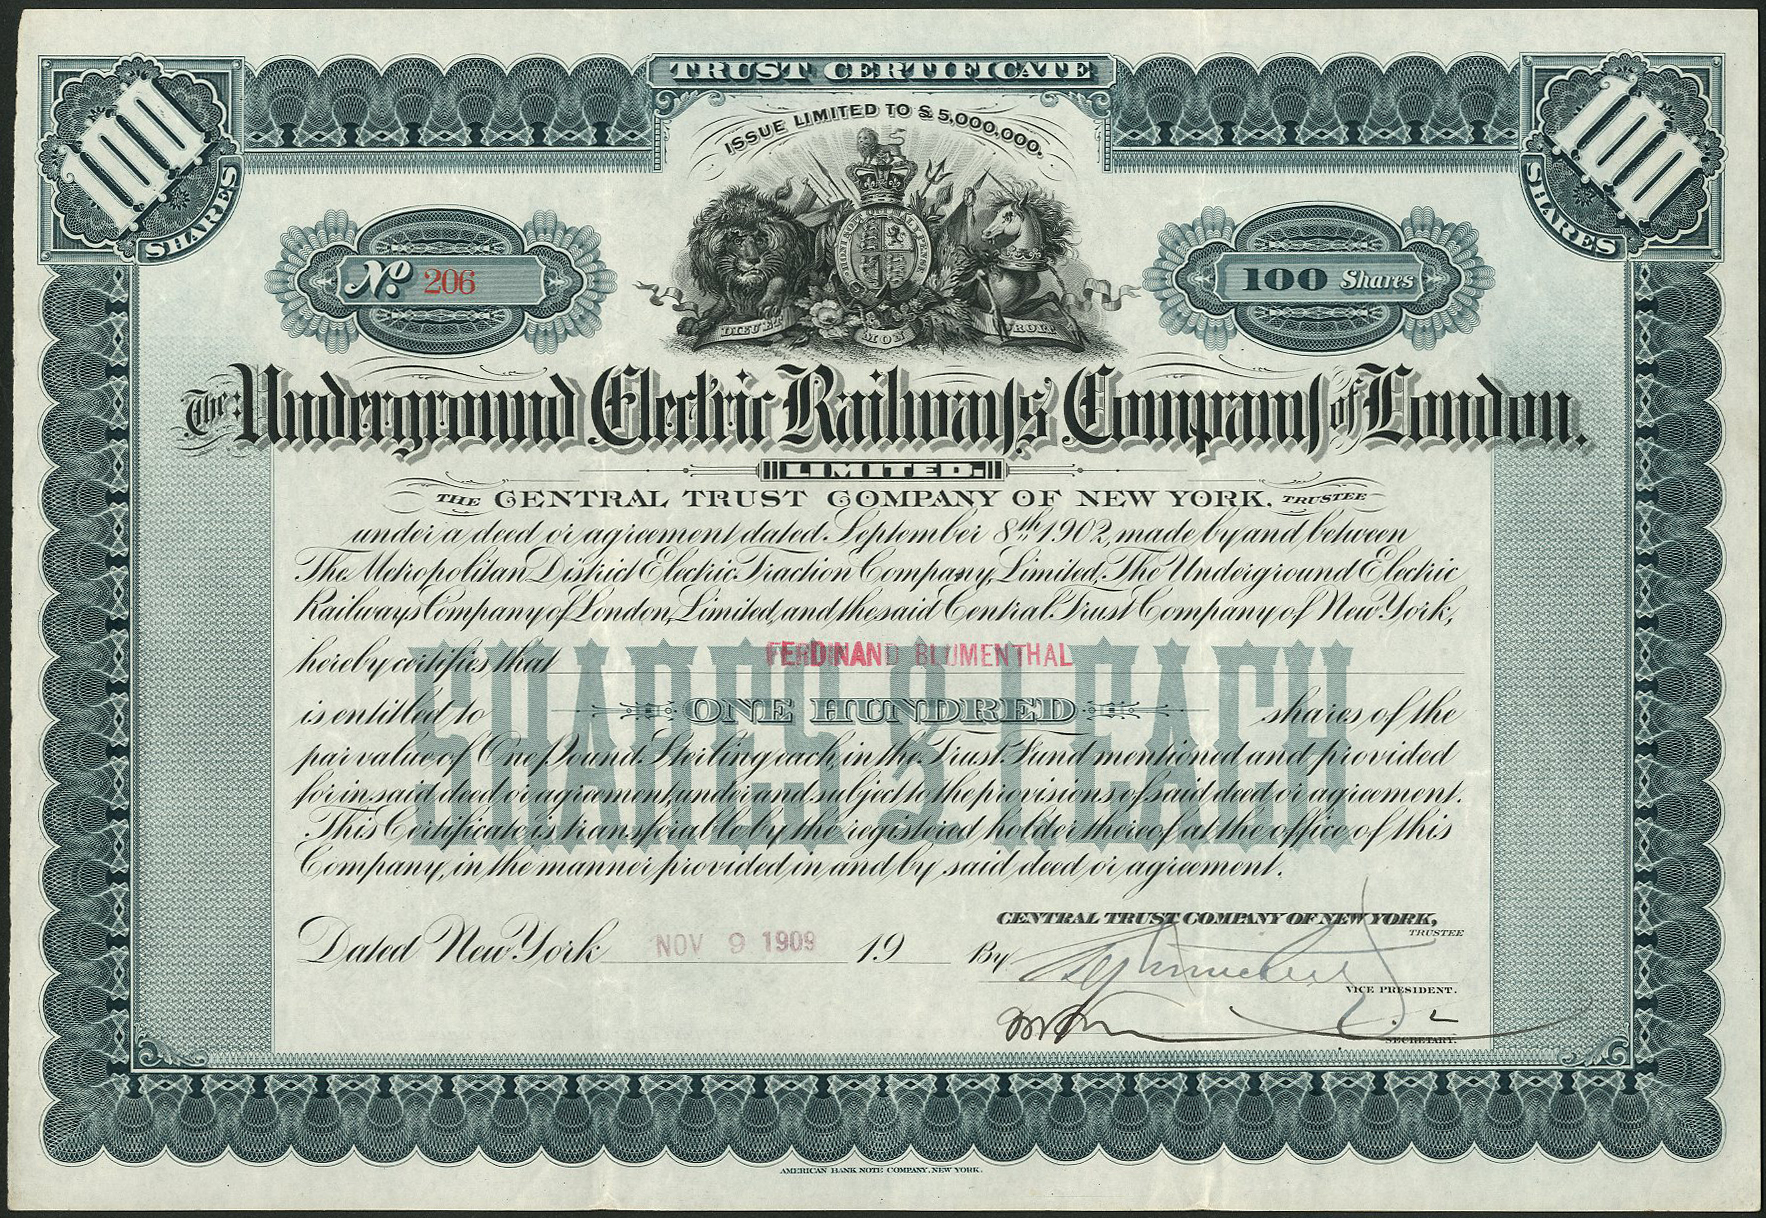 TRUST CERTIFICATE
100 SHARES
100 SHARES
ISSUE LIMITED TO £5,000,000.
No. 206
100 Shares
DIEU ET
MON
DROIT
The Underground Electric Railways Company of London.
LIMITED.
THE CENTRAL TRUST COMPANY OF NEW YORK, TRUSTEE
under a deed or agreement dated September 8th 1902, made by and between
The Metropolitan District Electric Traction Company, Limited, The Underground Electric
Railways Company of London, Limited, and the said Central Trust Company of New York,
hereby certifies that FERDINAND BLUMENTHAL
is entitled to ONE HUNDRED shares of the
par value of One Pound Sterling each, in the Trust Fund mentioned and provided
for in said deed or agreement, under and subject to the provisions of said deed or agreement.
This Certificate is transferable by the registered holder thereof at the office of this
Company, in the manner provided in and by said deed or agreement.
SHARES £1. EACH
CENTRAL TRUST COMPANY OF NEW YORK,
TRUSTEE
Dated New York NOV 9 1909 19 By
VICE PRESIDENT.
SECRETARY.
AMERICAN BANK NOTE COMPANY, NEW YORK.